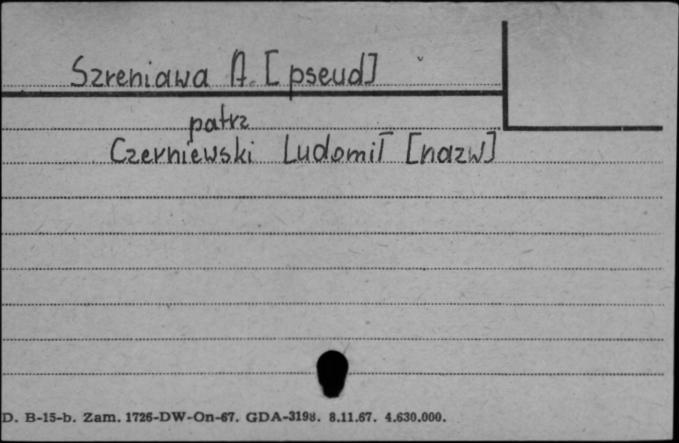 Szreniawa A. [pseud]
patrz
Czerniewski Ludomił [nazw]
D. B-15-b. Zam. 1726-DW-On-67. GDA-3198. 8.11.67. 4.630.000.